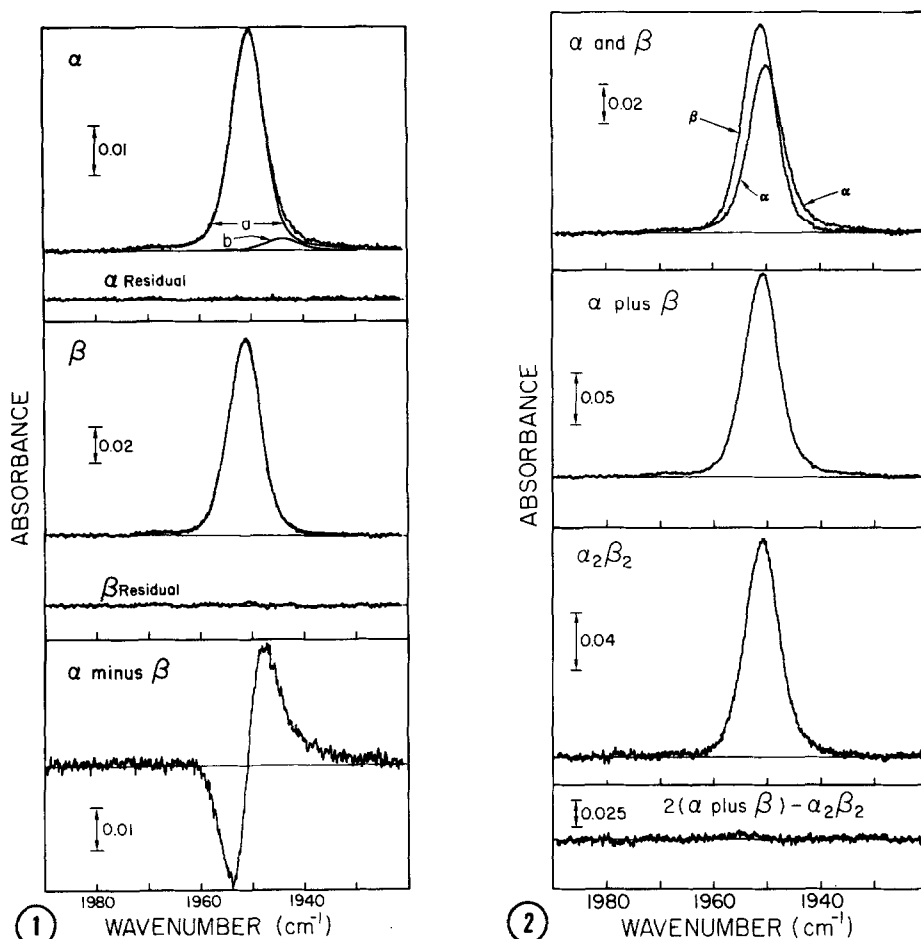 ABSORBANCE
α
0.01
a
b
α Residual
β
0.02
β Residual
α minus β
0.01
1980 1960 1940
1
WAVENUMBER (cm⁻¹)
ABSORBANCE
α and β
0.02
β
α
α
α plus β
0.05
α₂β₂
0.04
0.025
2(α plus β) - α₂β₂
1980 1960 1940
2
WAVENUMBER (cm⁻¹)